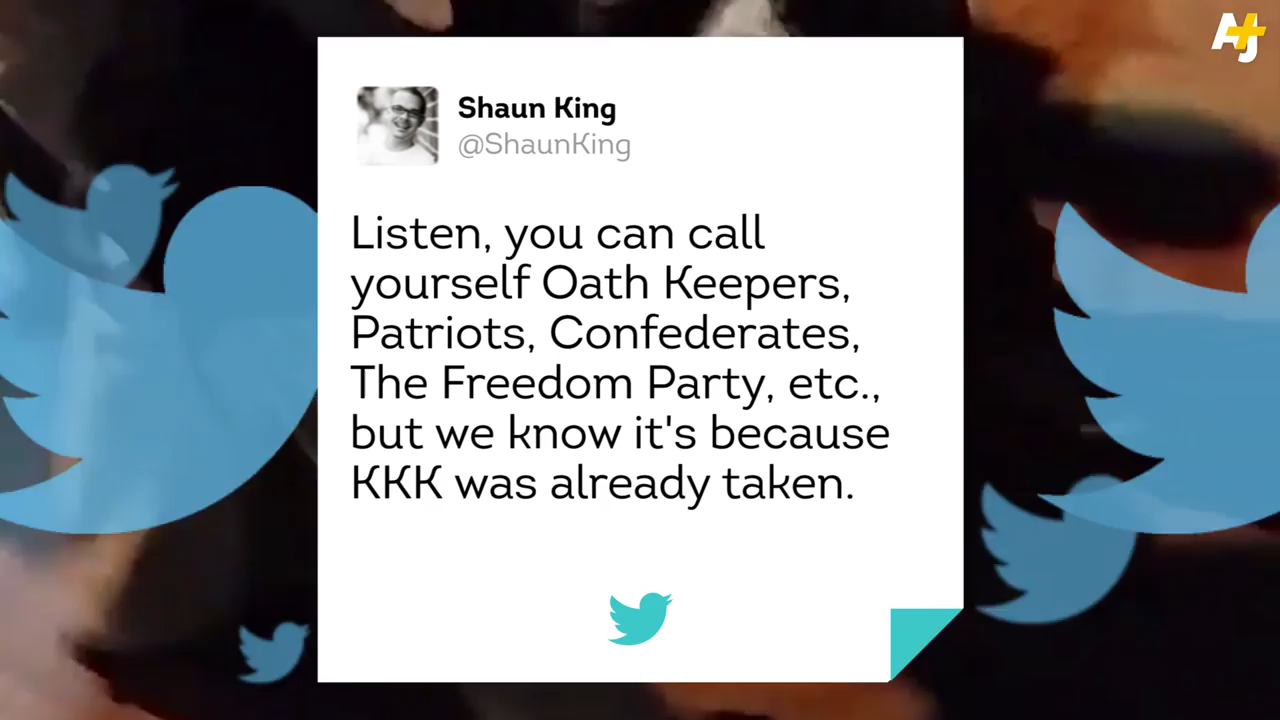 AJ+
Shaun King
@ShaunKing
Listen, you can call
yourself Oath Keepers,
Patriots, Confederates,
The Freedom Party, etc.,
but we know it's because
KKK was already taken.